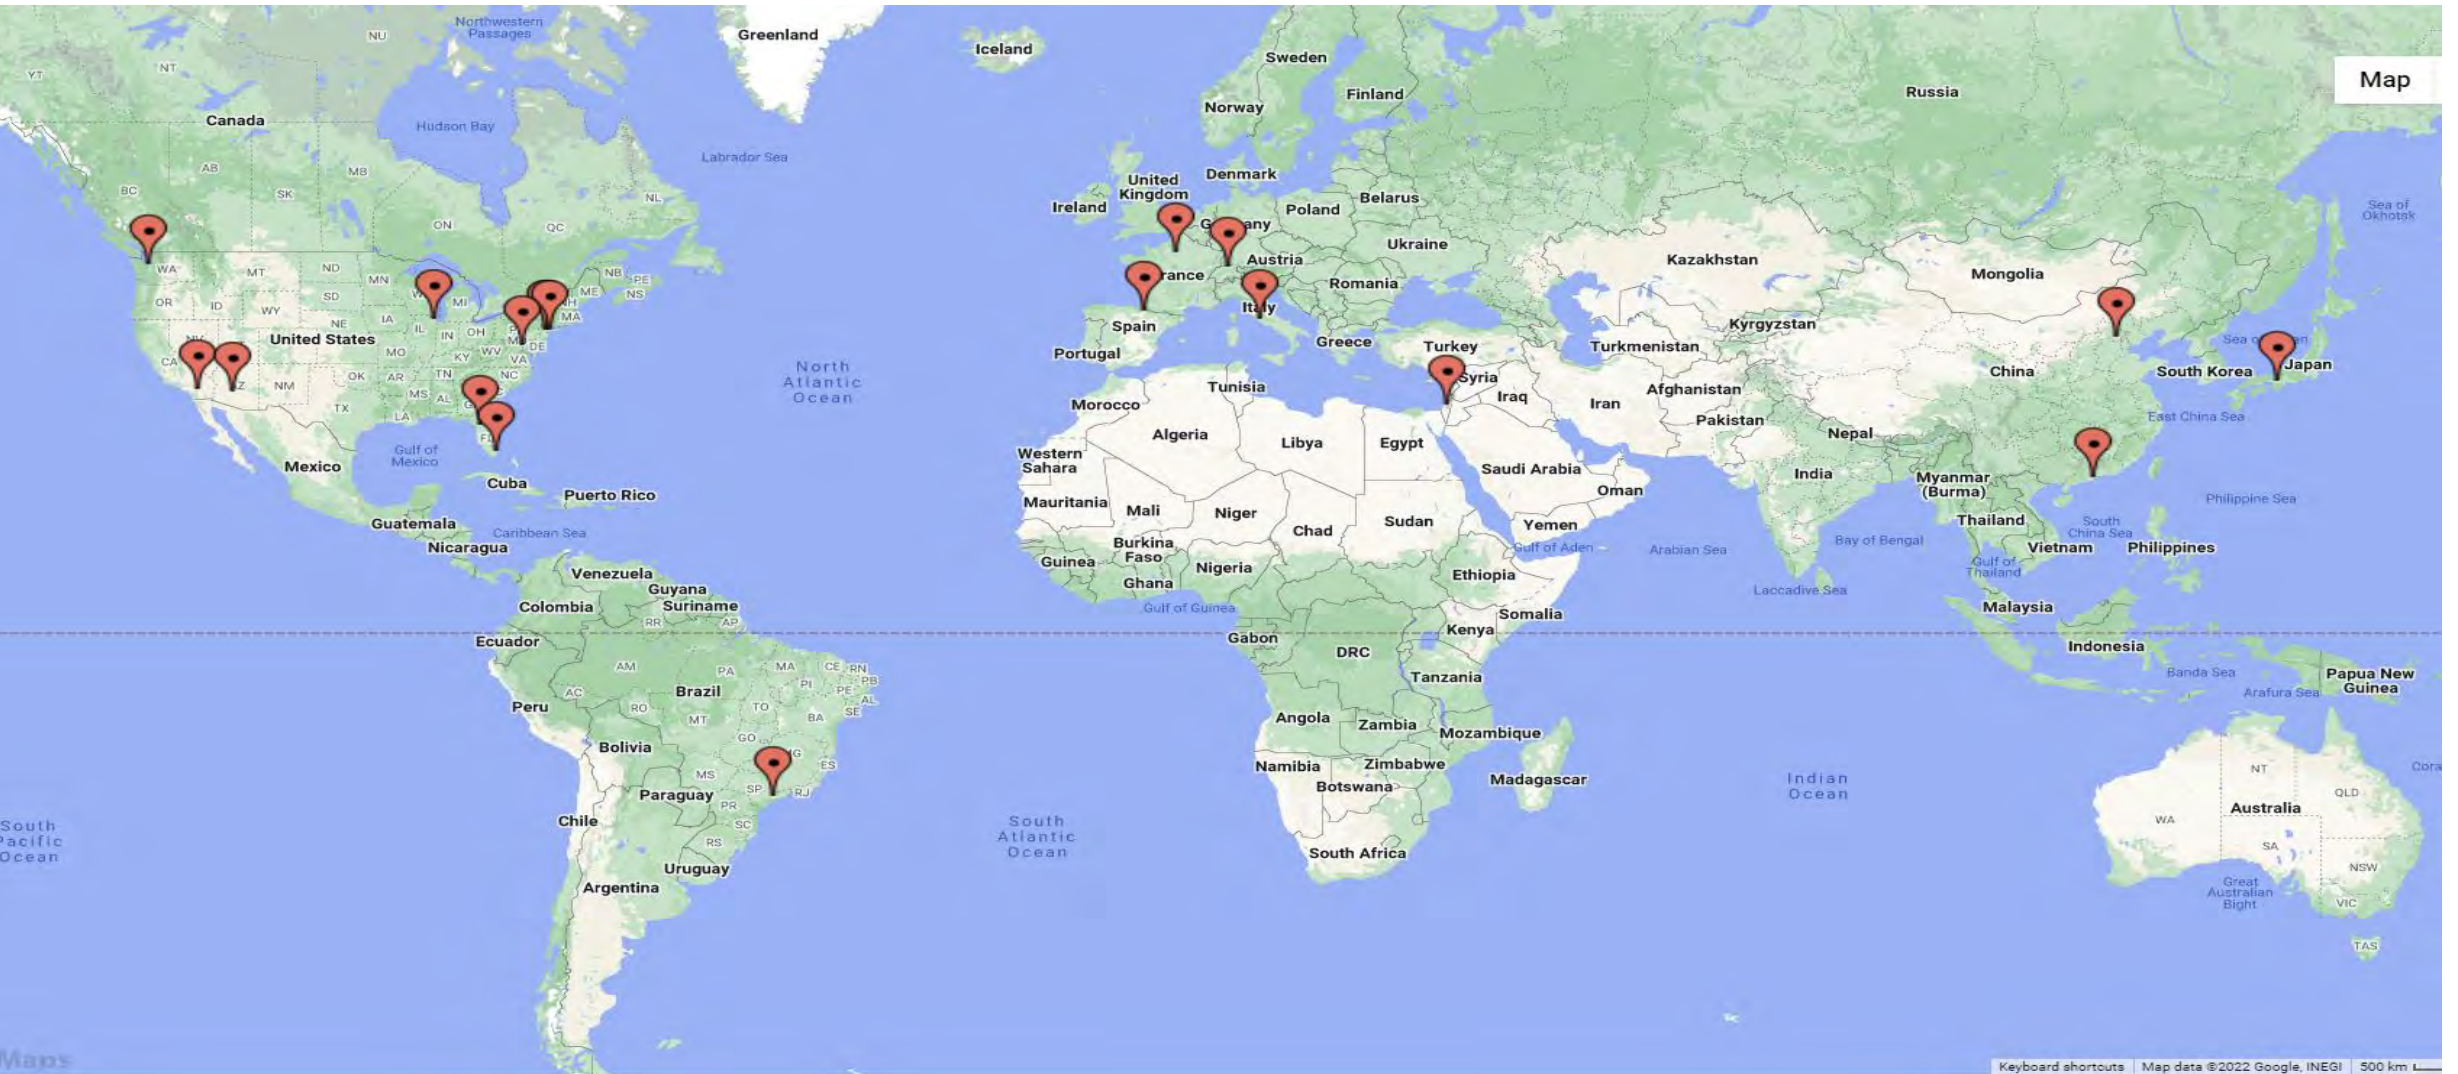 Northwestern
Passages
NU
Greenland
Iceland
Sweden
Map
YT
NT
Finland
Russia
Norway
Canada
Hudson Bay
Labrador Sea
AB
MB
BC
SK
NL
United
Kingdom
Denmark
Belarus
Ireland
Poland
Sea of
Okhotsk
ON
QC
any
Ukraine
WA
MT
ND
MN
NB
PE
NS
ME
Austria
Kazakhstan
Mongolia
rance
Romania
OR
ID
WY
SD
MI
NH
MA
Italy
IA
NE
IL
IN
OH
United States
Spain
Kyrgyzstan
DE
Portugal
Greece
Turkey
Turkmenistan
CA
MO
KY
WV
VA
Japan
North
Atlantic
Ocean
OK
AR
TN
NC
NM
MS
AL
TX
LA
Tunisia
Syria
Iraq
Iran
Afghanistan
China
South Korea
Morocco
Pakistan
East China Sea
Algeria
Libya
Egypt
Nepal
Gulf of
Mexico
Mexico
Western
Sahara
Saudi Arabia
India
Myanmar
(Burma)
Cuba
Puerto Rico
Oman
Philippine Sea
Mauritania
Mali
Niger
Chad
Sudan
Yemen
Thailand
South
China Sea
Guatemala
Caribbean Sea
Nicaragua
Burkina
Faso
Gulf of Aden
Arabian Sea
Bay of Bengal
Vietnam
Philippines
Guinea
Nigeria
Ethiopia
Gulf of
Thailand
Venezuela
Guyana
Suriname
Ghana
Laccadive Sea
Colombia
Gulf of Guinea
Somalia
Malaysia
RR
AP
Ecuador
Gabon
Kenya
DRC
Indonesia
AM
PA
MA
CE
RN
PB
PI
PE
AL
SE
AC
Brazil
Tanzania
Banda Sea
Papua New
Guinea
Arafura Sea
Peru
RO
MT
TO
BA
Angola
Zambia
Mozambique
GO
MG
ES
Bolivia
Namibia
Zimbabwe
Botswana
Madagascar
Indian
Ocean
NT
QLD
Cora
MS
SP
RJ
Paraguay
PR
Chile
SC
RS
South
Pacific
Ocean
South
Atlantic
Ocean
South Africa
WA
Australia
SA
NSW
Uruguay
Argentina
Great
Australian
Bight
VIC
TAS
Maps
Keyboard shortcuts
Map data ©2022 Google, INEGI
500 km